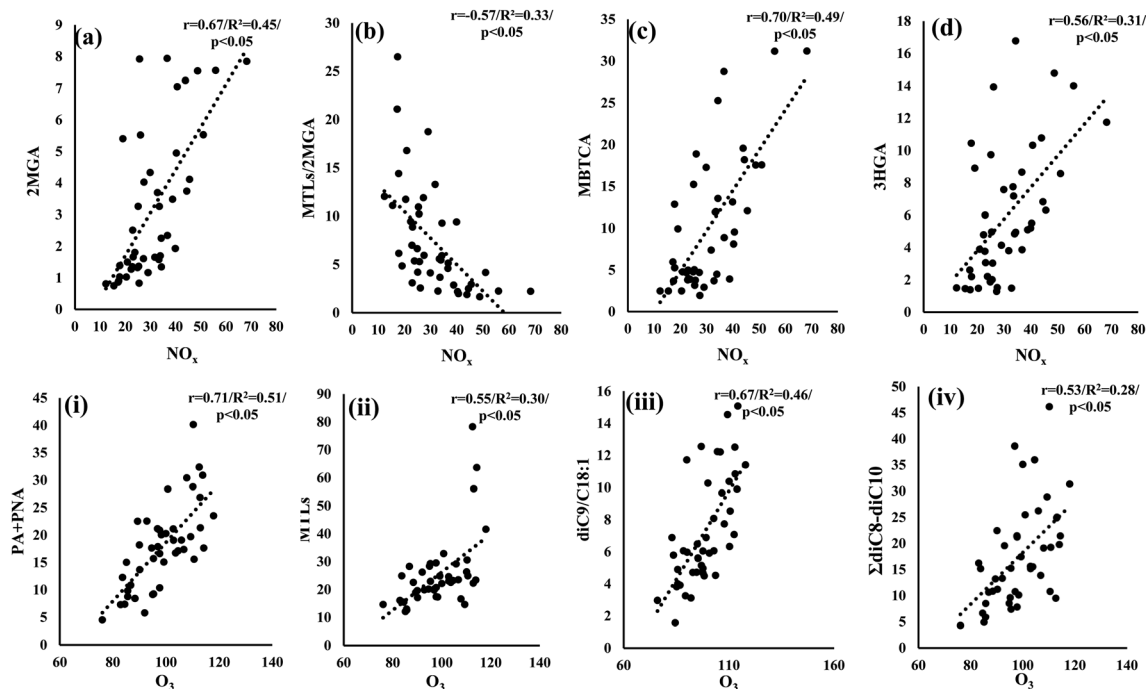 (a)
r=0.67/R²=0.45/
p<0.05
9
8
7
6
5
4
3
2
1
0
2MGA
0 10 20 30 40 50 60 70 80
NOx
(b)
r=-0.57/R²=0.33/
p<0.05
30
25
20
15
10
5
0
MTLs/2MGA
0 20 40 60 80
NOx
(c)
r=0.70/R²=0.49/
p<0.05
35
30
25
20
15
10
5
0
MBTCA
0 20 40 60 80
NOx
(d)
r=0.56/R²=0.31/
p<0.05
18
16
14
12
10
8
6
4
2
0
3HGA
0 10 20 30 40 50 60 70 80
NOx
(i)
r=0.71/R²=0.51/
p<0.05
45
40
35
30
25
20
15
10
5
0
PA+PNA
60 80 100 120 140
O3
(ii)
r=0.55/R²=0.30/
p<0.05
90
80
70
60
50
40
30
20
10
0
MTLs
60 80 100 120 140
O3
(iii)
r=0.67/R²=0.46/
p<0.05
16
14
12
10
8
6
4
2
0
diC9/C18:1
60 110 160
O3
(iv)
r=0.53/R²=0.28/
p<0.05
50
45
40
35
30
25
20
15
10
5
0
ΣdiC8-diC10
60 80 100 120 140
O3